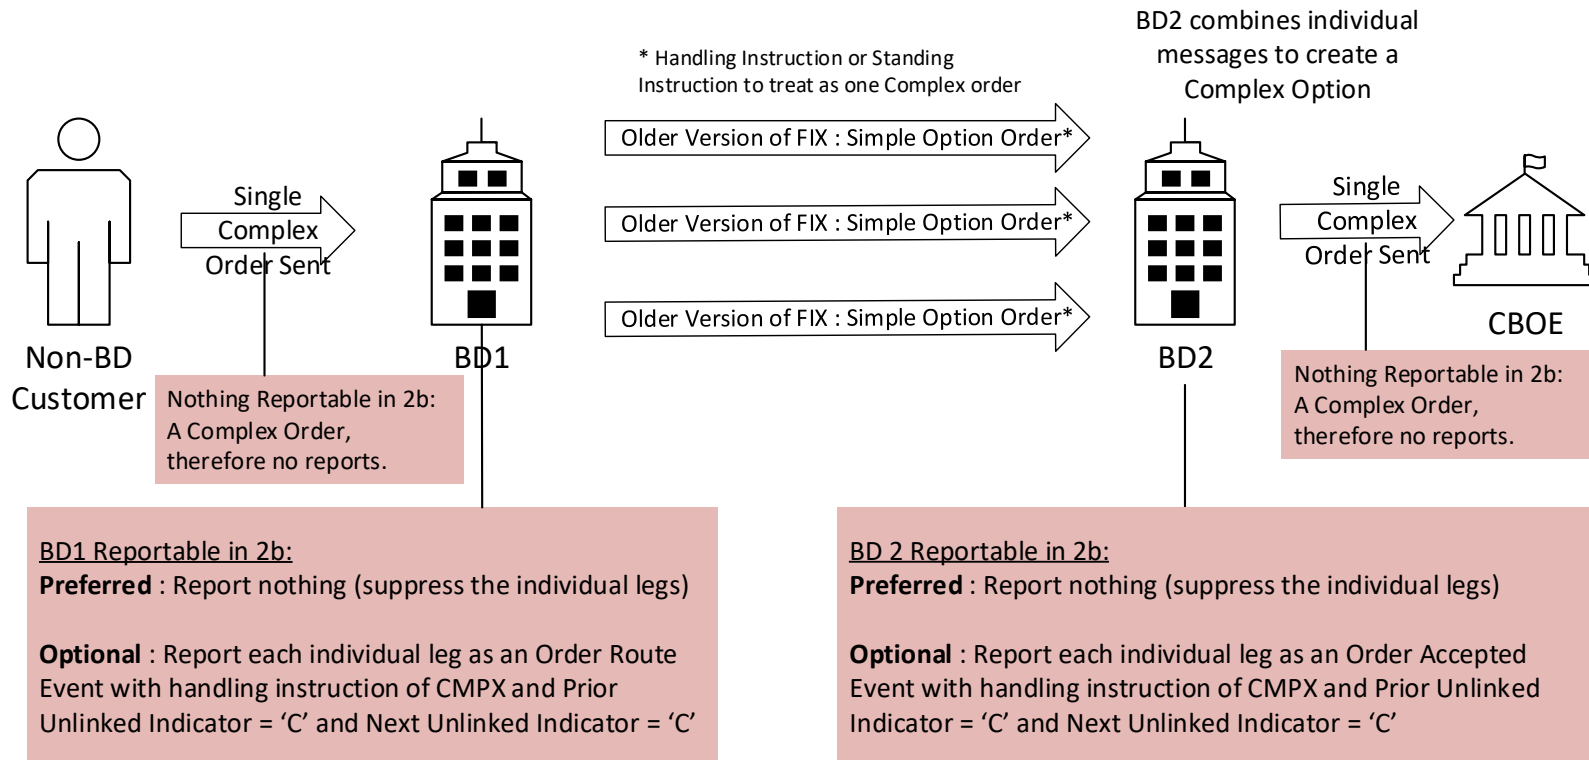 BD2 combines individual
messages to create a
Complex Option
* Handling Instruction or Standing
Instruction to treat as one Complex order
Older Version of FIX : Simple Option Order*
Single
Complex
Order Sent
Older Version of FIX : Simple Option Order*
Single
Complex
Order Sent
Older Version of FIX : Simple Option Order*
Non-BD
Customer
BD1
BD2
CBOE
Nothing Reportable in 2b:
A Complex Order,
therefore no reports.
Nothing Reportable in 2b:
A Complex Order,
therefore no reports.
BD1 Reportable in 2b:
Preferred : Report nothing (suppress the individual legs)
Optional : Report each individual leg as an Order Route
Event with handling instruction of CMPX and Prior
Unlinked Indicator = ‘C’ and Next Unlinked Indicator = ‘C’
BD 2 Reportable in 2b:
Preferred : Report nothing (suppress the individual legs)
Optional : Report each individual leg as an Order Accepted
Event with handling instruction of CMPX and Prior Unlinked
Indicator = ‘C’ and Next Unlinked Indicator = ‘C’